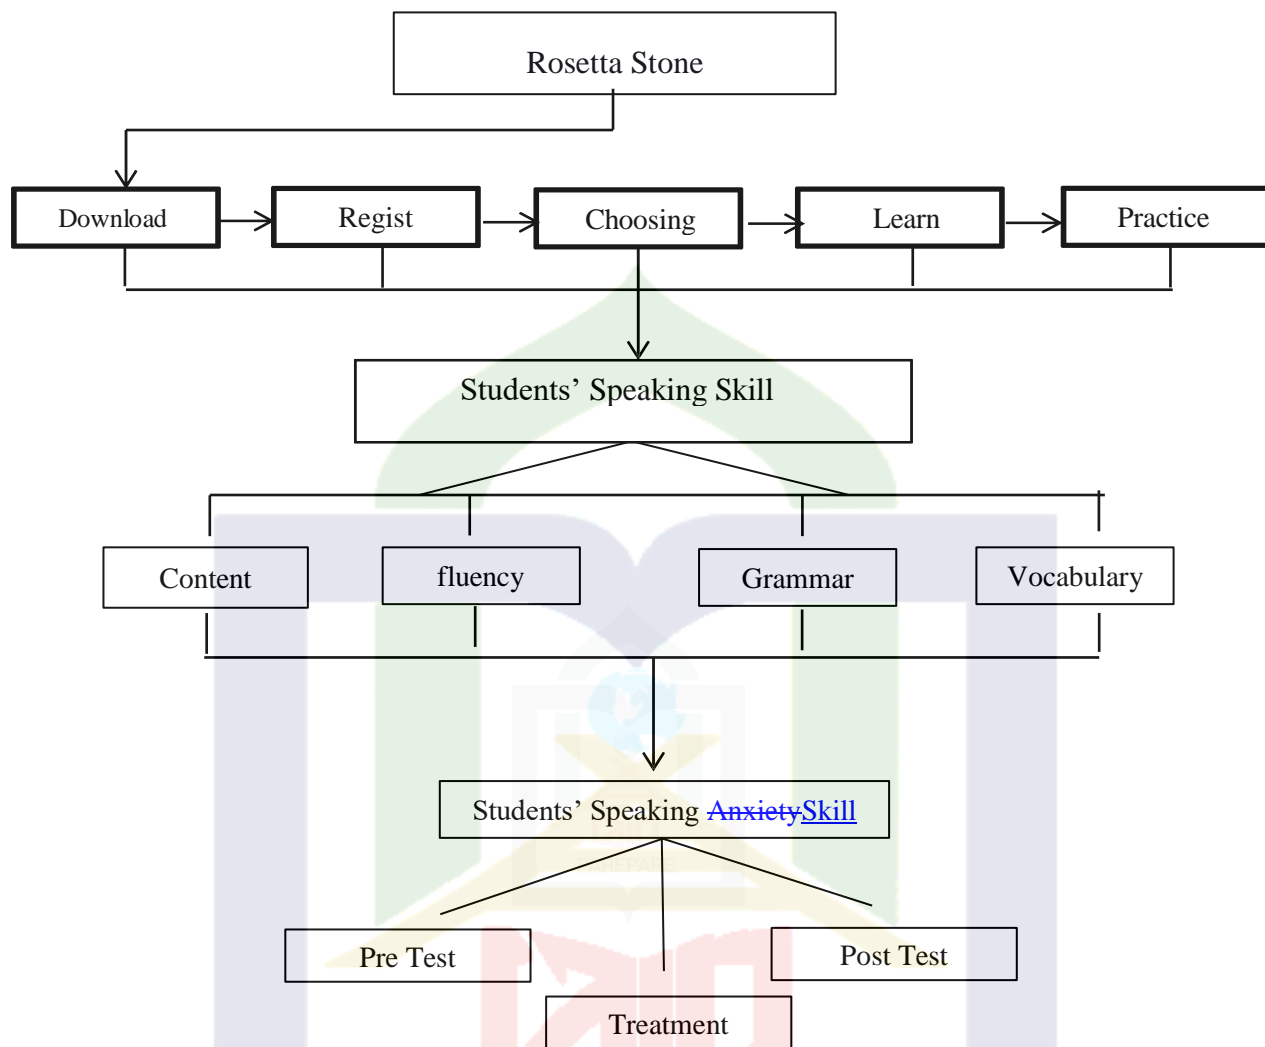 Rosetta Stone
Download
Regist
Choosing
Learn
Practice
Students’ Speaking Skill
Content
fluency
Grammar
Vocabulary
Students’ Speaking AnxietySkill
PAREPARE
Pre Test
Post Test
Treatment